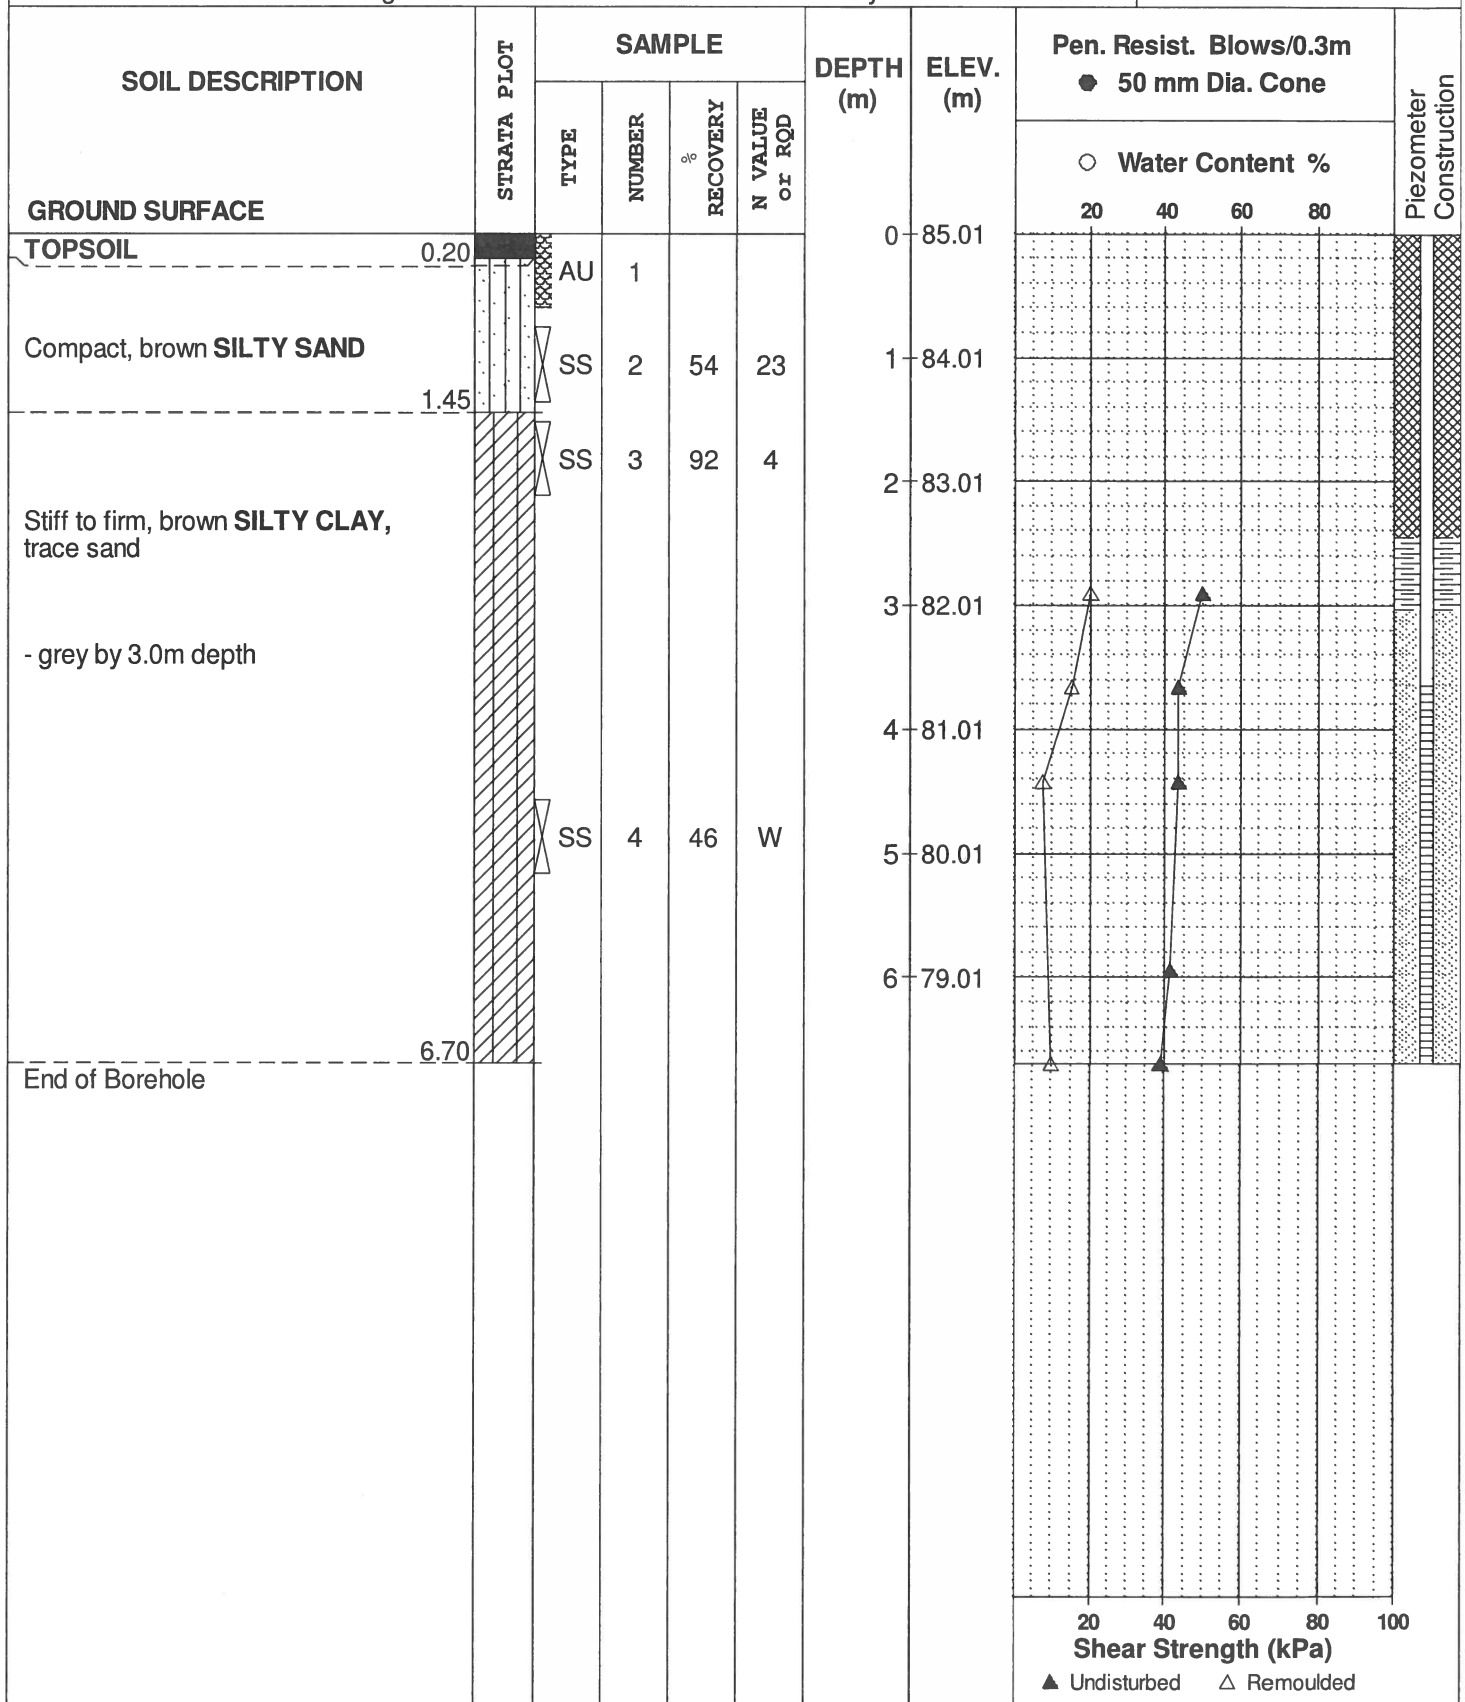 SOIL DESCRIPTION
GROUND SURFACE
STRATA PLOT
SAMPLE
TYPE
NUMBER
% RECOVERY
N VALUE
or RQD
DEPTH
(m)
ELEV.
(m)
Pen. Resist. Blows/0.3m
● 50 mm Dia. Cone
○ Water Content %
20 40 60 80
Piezometer
Construction
TOPSOIL 0.20
0 85.01
AU 1
Compact, brown SILTY SAND
SS 2 54 23
1 84.01
1.45
SS 3 92 4
2 83.01
Stiff to firm, brown SILTY CLAY,
trace sand
3 82.01
- grey by 3.0m depth
4 81.01
SS 4 46 W
5 80.01
6 79.01
6.70
End of Borehole
20 40 60 80 100
Shear Strength (kPa)
▲ Undisturbed △ Remoulded